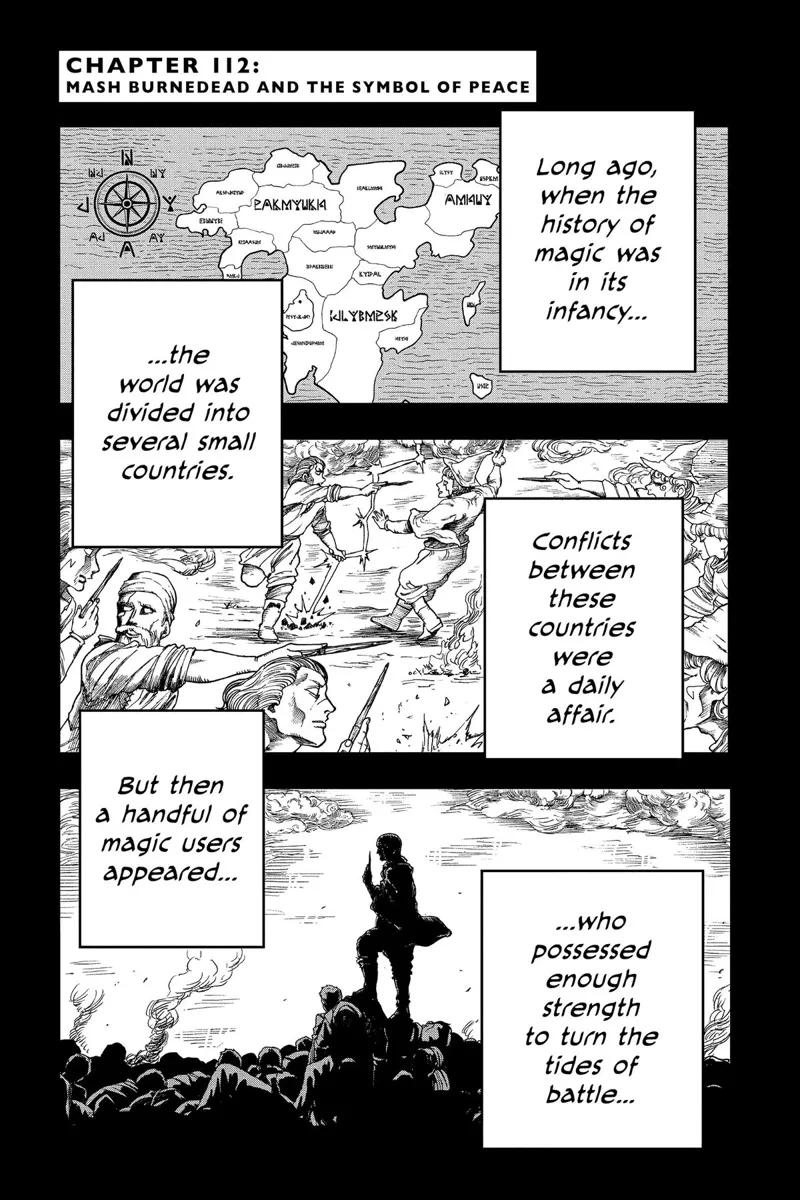 CHAPTER 112:
MASH BURNEDEAD AND THE SYMBOL OF PEACE
Long ago,
when the
history of
magic was
in its
infancy...
...the
world was
divided into
several small
countries.
Conflicts
between
these
countries
were
a daily
affair.
But then
a handful of
magic users
appeared...
...who
possessed
enough
strength
to turn the
tides of
battle...